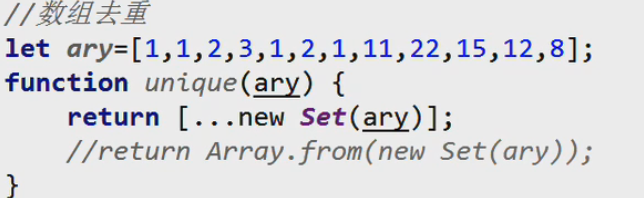 //数组去重
let ary=[1,1,2,3,1,2,1,11,22,15,12,8];
function unique(ary) {
    return [...new Set(ary)];
    //return Array.from(new Set(ary));
}